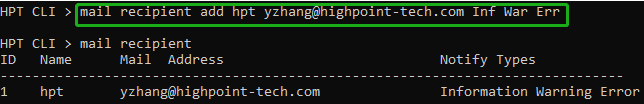 HPT CLI > mail recipient add hpt yzhang@highpoint-tech.com Inf War Err
HPT CLI > mail recipient
ID Name Mail Address Notify Types
-------------------------------------------------------------------------------
1 hpt yzhang@highpoint-tech.com Information Warning Error